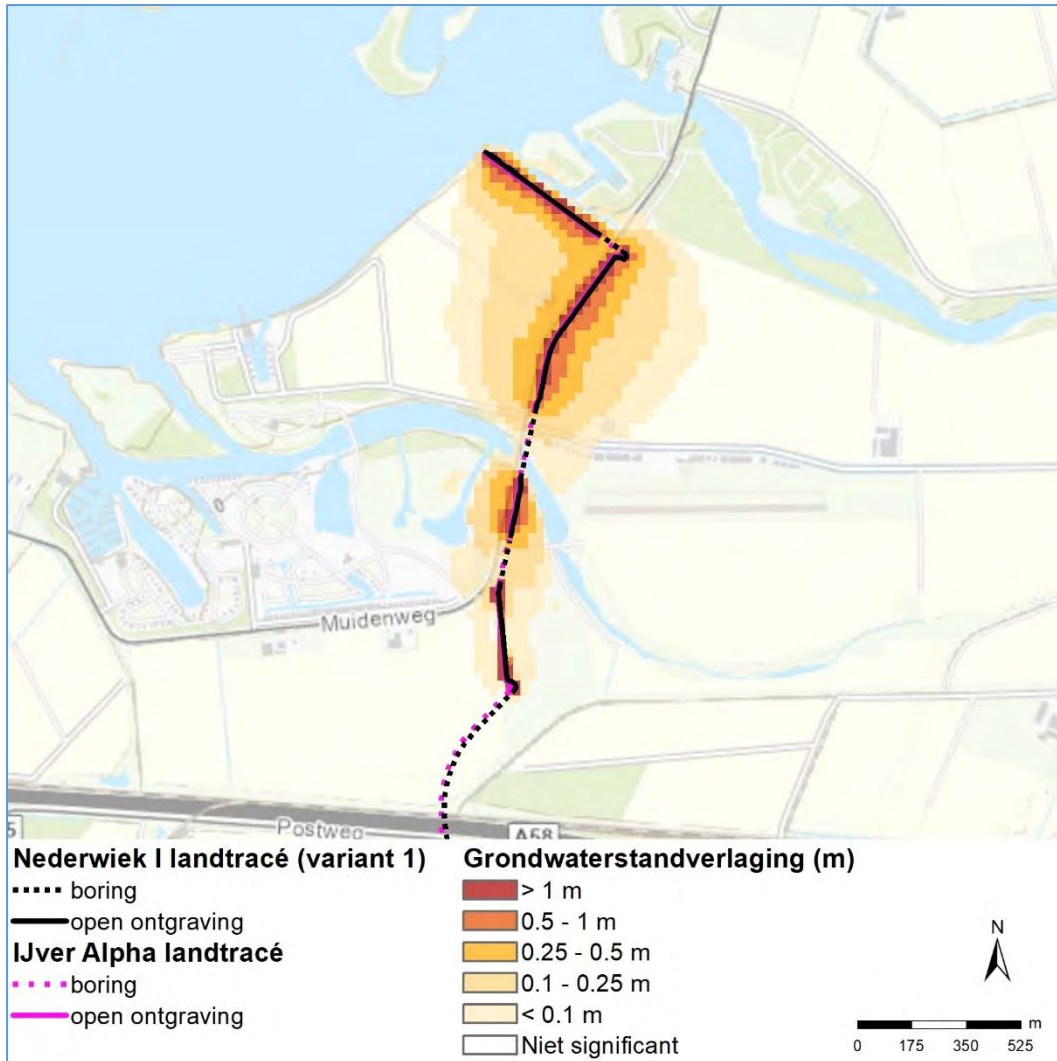 Muidenweg
Postweg
A58
5
Nederwiek I landtracé (variant 1)
boring
open ontgraving
IJver Alpha landtracé
boring
open ontgraving
Grondwaterstandverlaging (m)
> 1 m
0.5 - 1 m
0.25 - 0.5 m
0.1 - 0.25 m
< 0.1 m
Niet significant
N
m
0 175 350 525